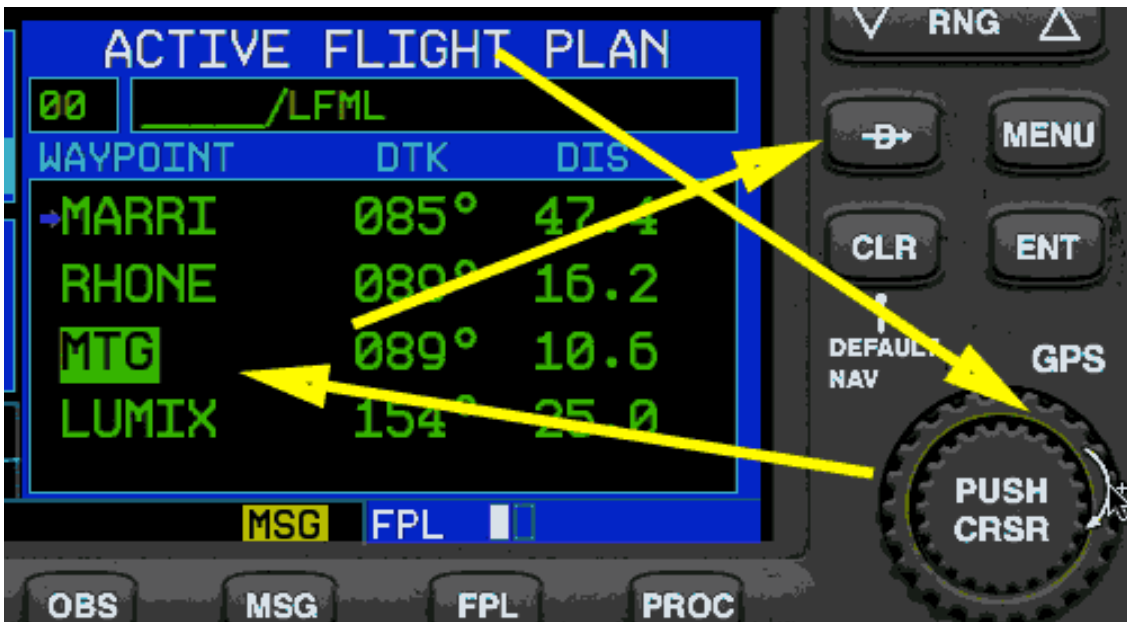 ACTIVE FLIGHT PLAN
RNG
00 _____/LFML
WAYPOINT DTK DIS
MARRI 085° 47.4
RHONE 089° 16.2
MTG 089° 10.6
LUMIX 154° 25.0
MSG FPL
D
MENU
CLR
ENT
DEFAULT
NAV
GPS
PUSH
CRSR
OBS
MSG
FPL
PROC